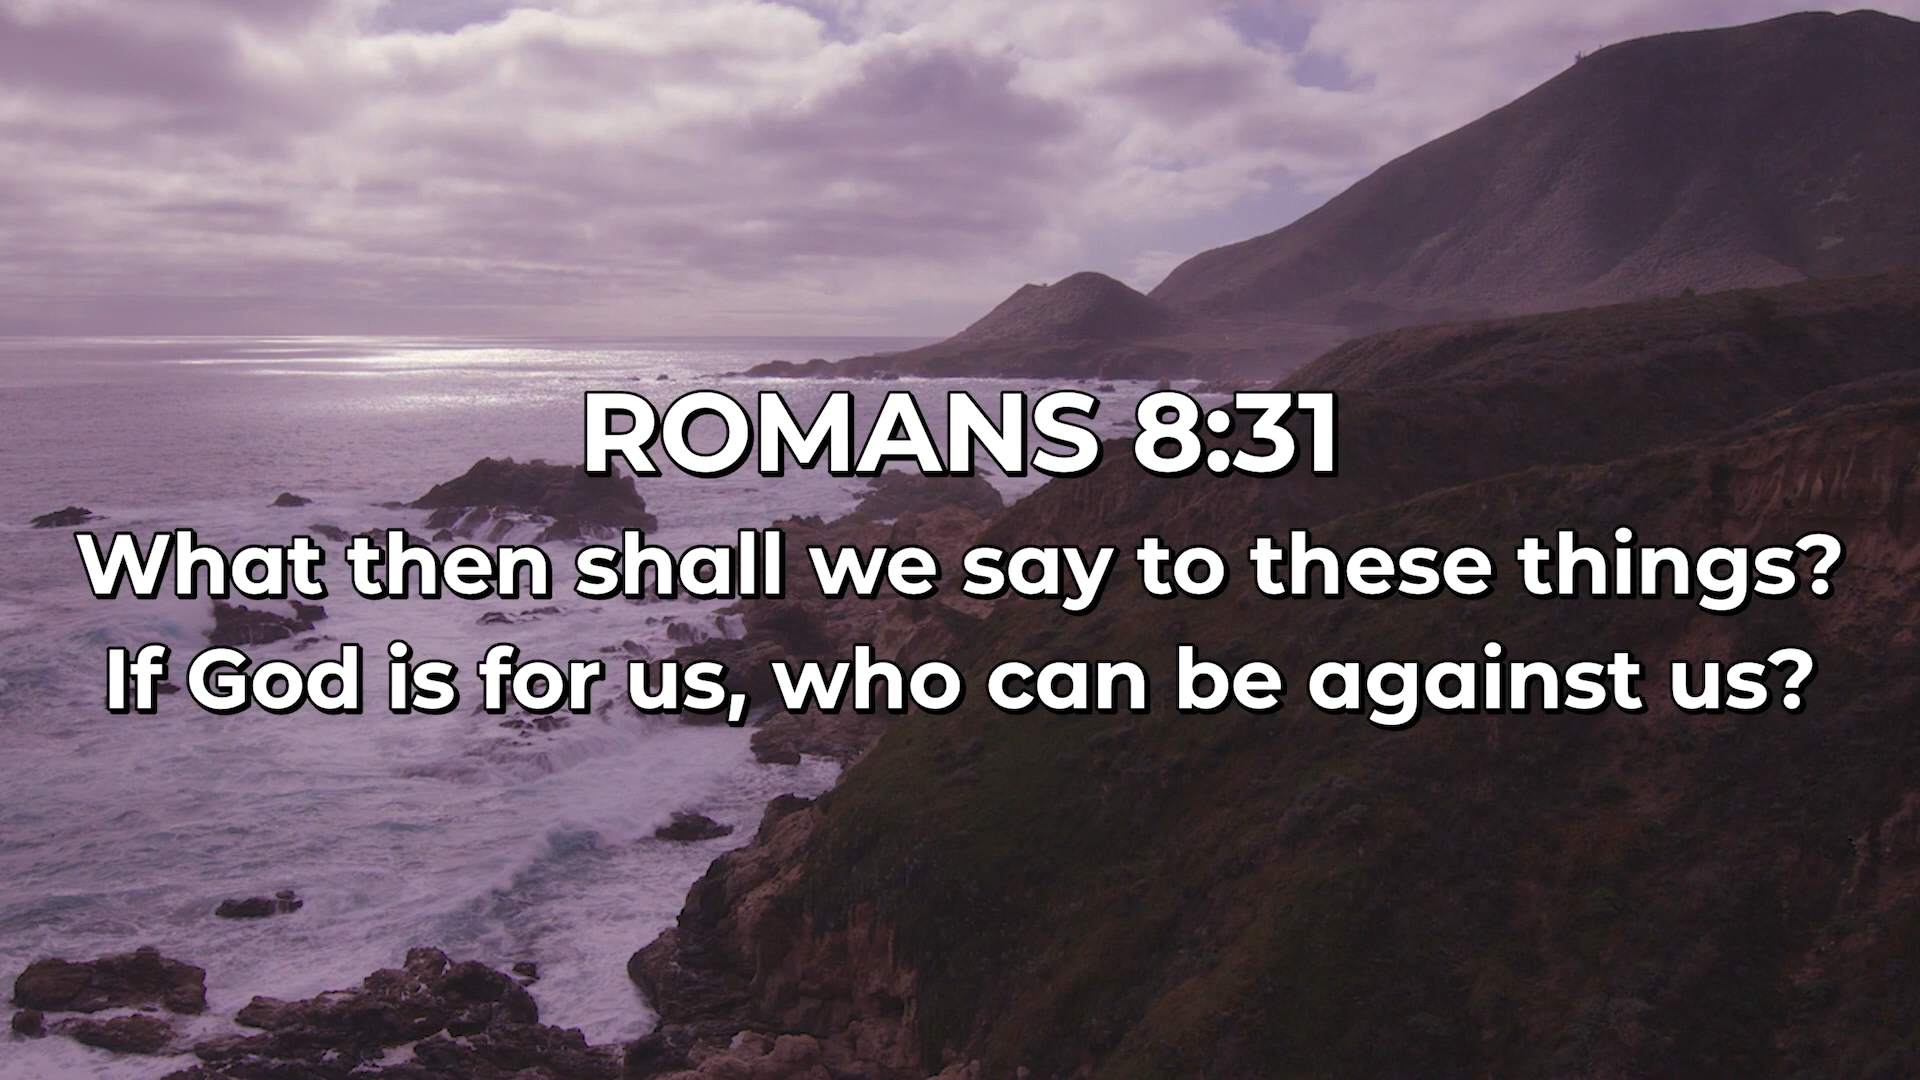 ROMANS 8:31
What then shall we say to these things?
If God is for us, who can be against us?